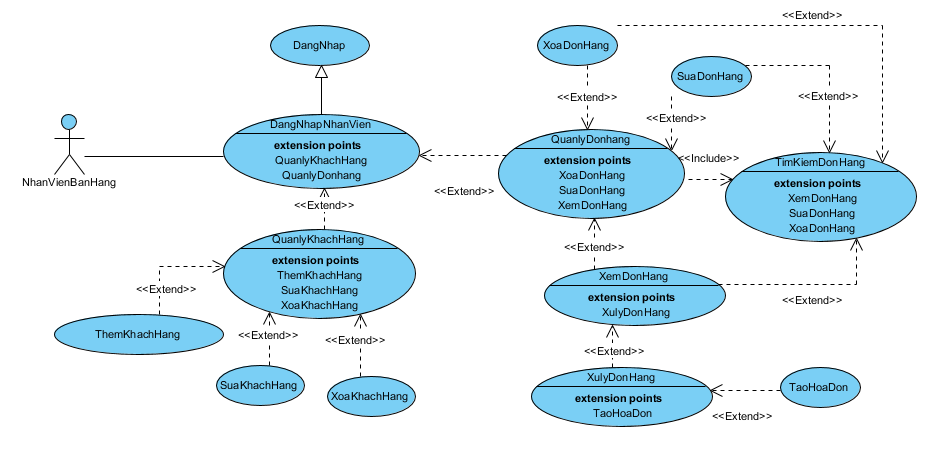 <<Extend>>
DangNhap
XoaDonHang
SuaDonHang
<<Extend>>
<<Extend>>
<<Extend>>
NhanVienBanHang
DangNhapNhanVien
extension points
QuanlyKhachHang
QuanlyDonhang
QuanlyDonhang
extension points
XoaDonHang
SuaDonHang
XemDonHang
<<Include>>
TimKiemDonHang
extension points
XemDonHang
SuaDonHang
XoaDonHang
<<Extend>>
<<Extend>>
QuanlyKhachHang
extension points
ThemKhachHang
SuaKhachHang
XoaKhachHang
<<Extend>>
<<Extend>>
XemDonHang
extension points
XulyDonHang
<<Extend>>
ThemKhachHang
<<Extend>>
<<Extend>>
<<Extend>>
SuaKhachHang
XoaKhachHang
XulyDonHang
extension points
TaoHoaDon
TaoHoaDon
<<Extend>>